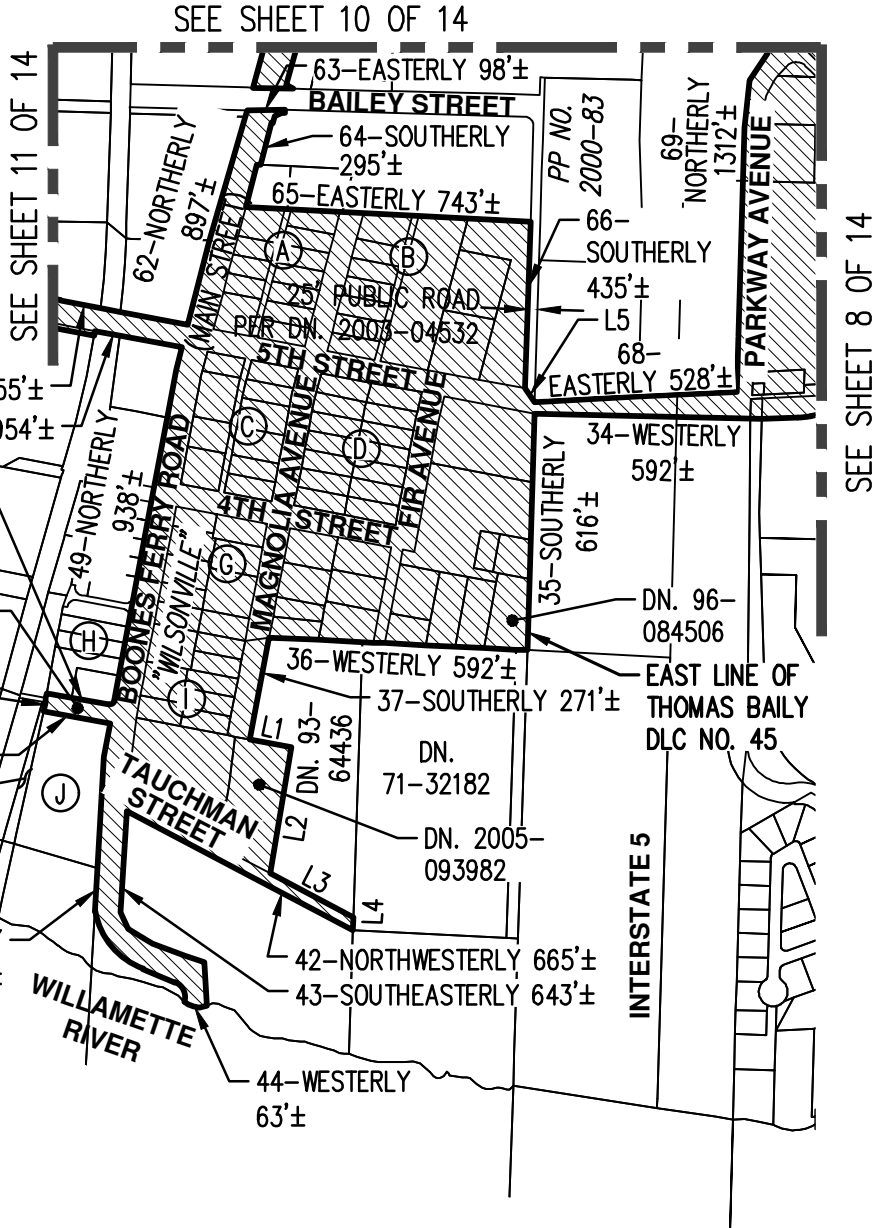 SEE SHEET 10 OF 14
SEE SHEET 11 OF 14
SEE SHEET 8 OF 14
63-EASTERLY 98'±
BAILEY STREET
64-SOUTHERLY
295'±
65-EASTERLY 743'±
62-NORTHERLY
897'±
PP NO.
2000-83
69-
NORTHERLY
1312'±
PARKWAY AVENUE
66-
SOUTHERLY
435'±
L5
68-
EASTERLY 528'±
(MAIN STREET)
A
B
25' PUBLIC ROAD
PER DN. 2003-04532
5TH STREET
55'±
954'±
34-WESTERLY
592'±
35-SOUTHERLY
616'±
49-NORTHERLY
938'±
BOONES FERRY ROAD
"WILSONVILLE"
MAGNOLIA AVENUE
FIR AVENUE
C
D
4TH STREET
G
H
I
J
DN. 96-
084506
EAST LINE OF
THOMAS BAILY
DLC NO. 45
36-WESTERLY 592'±
37-SOUTHERLY 271'±
L1
DN. 93-
64436
DN.
71-32182
L2
TAUCHMAN
STREET
DN. 2005-
093982
L3
L4
INTERSTATE 5
42-NORTHWESTERLY 665'±
43-SOUTHEASTERLY 643'±
WILLAMETTE
RIVER
44-WESTERLY
63'±